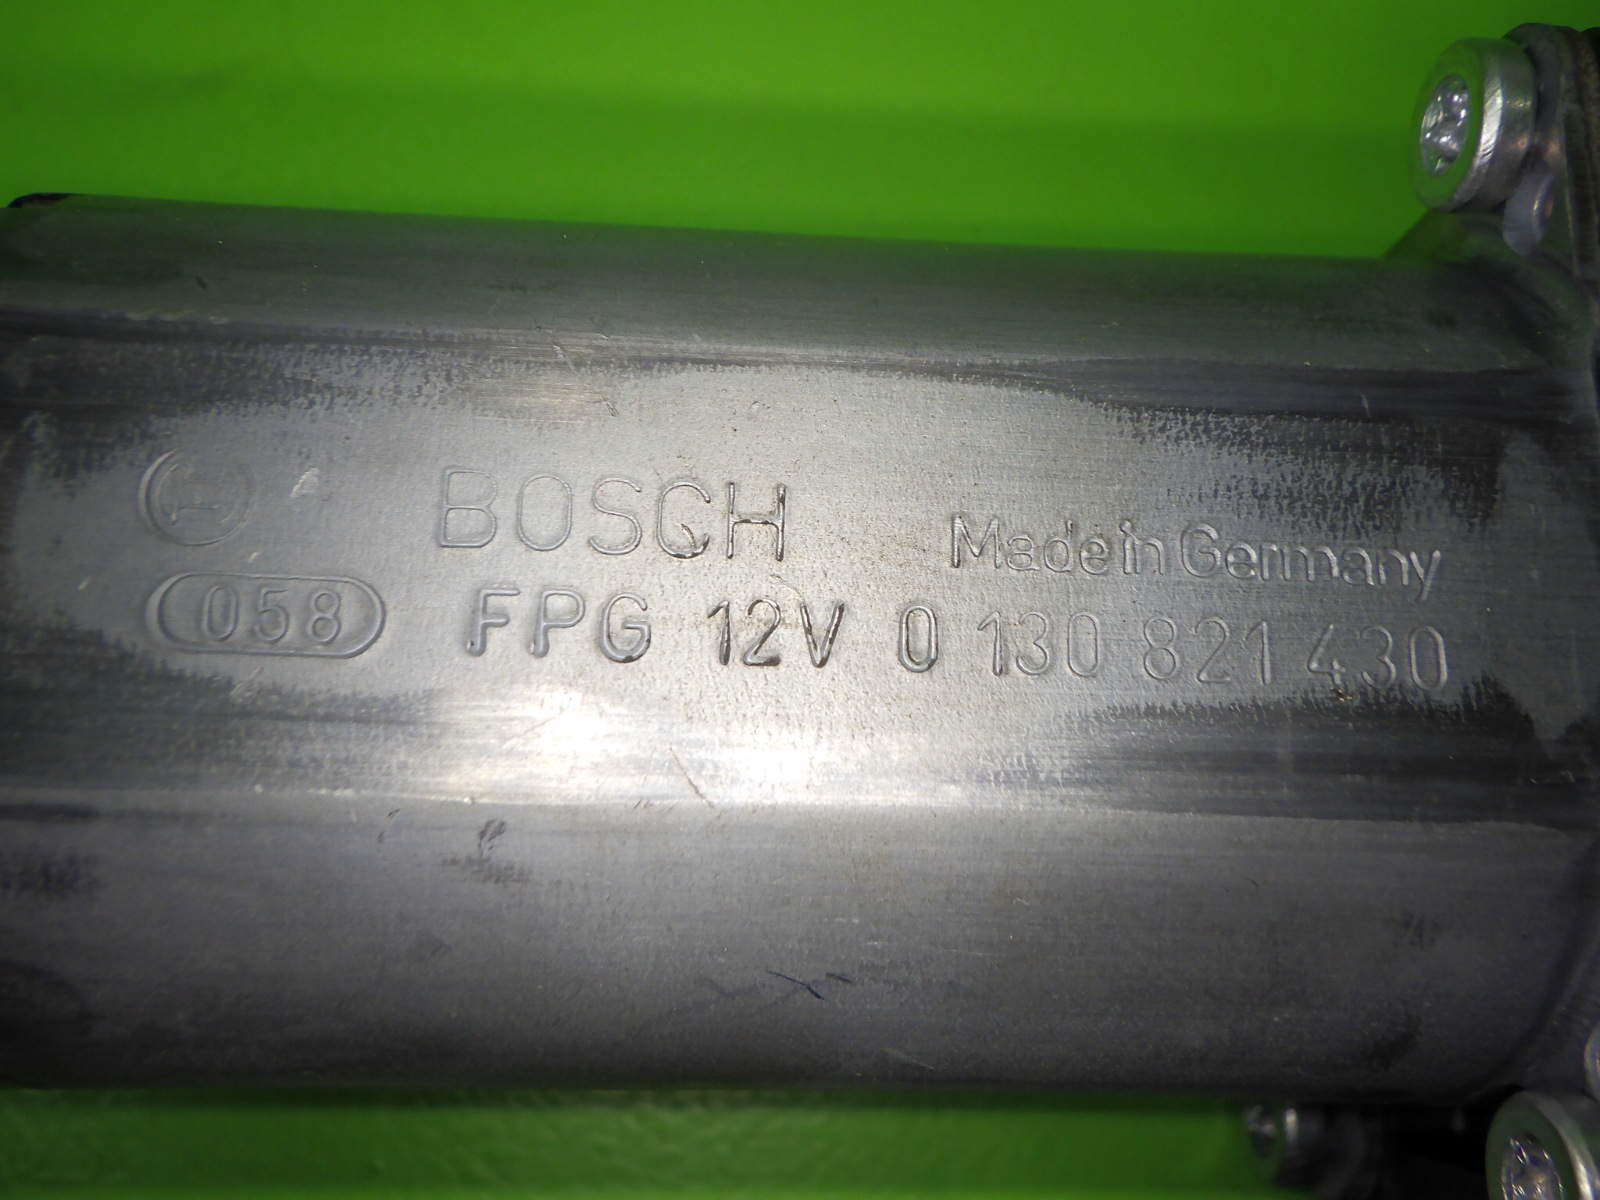 BOSCH Made in Germany
058 FPG 12V 0 130 821 430